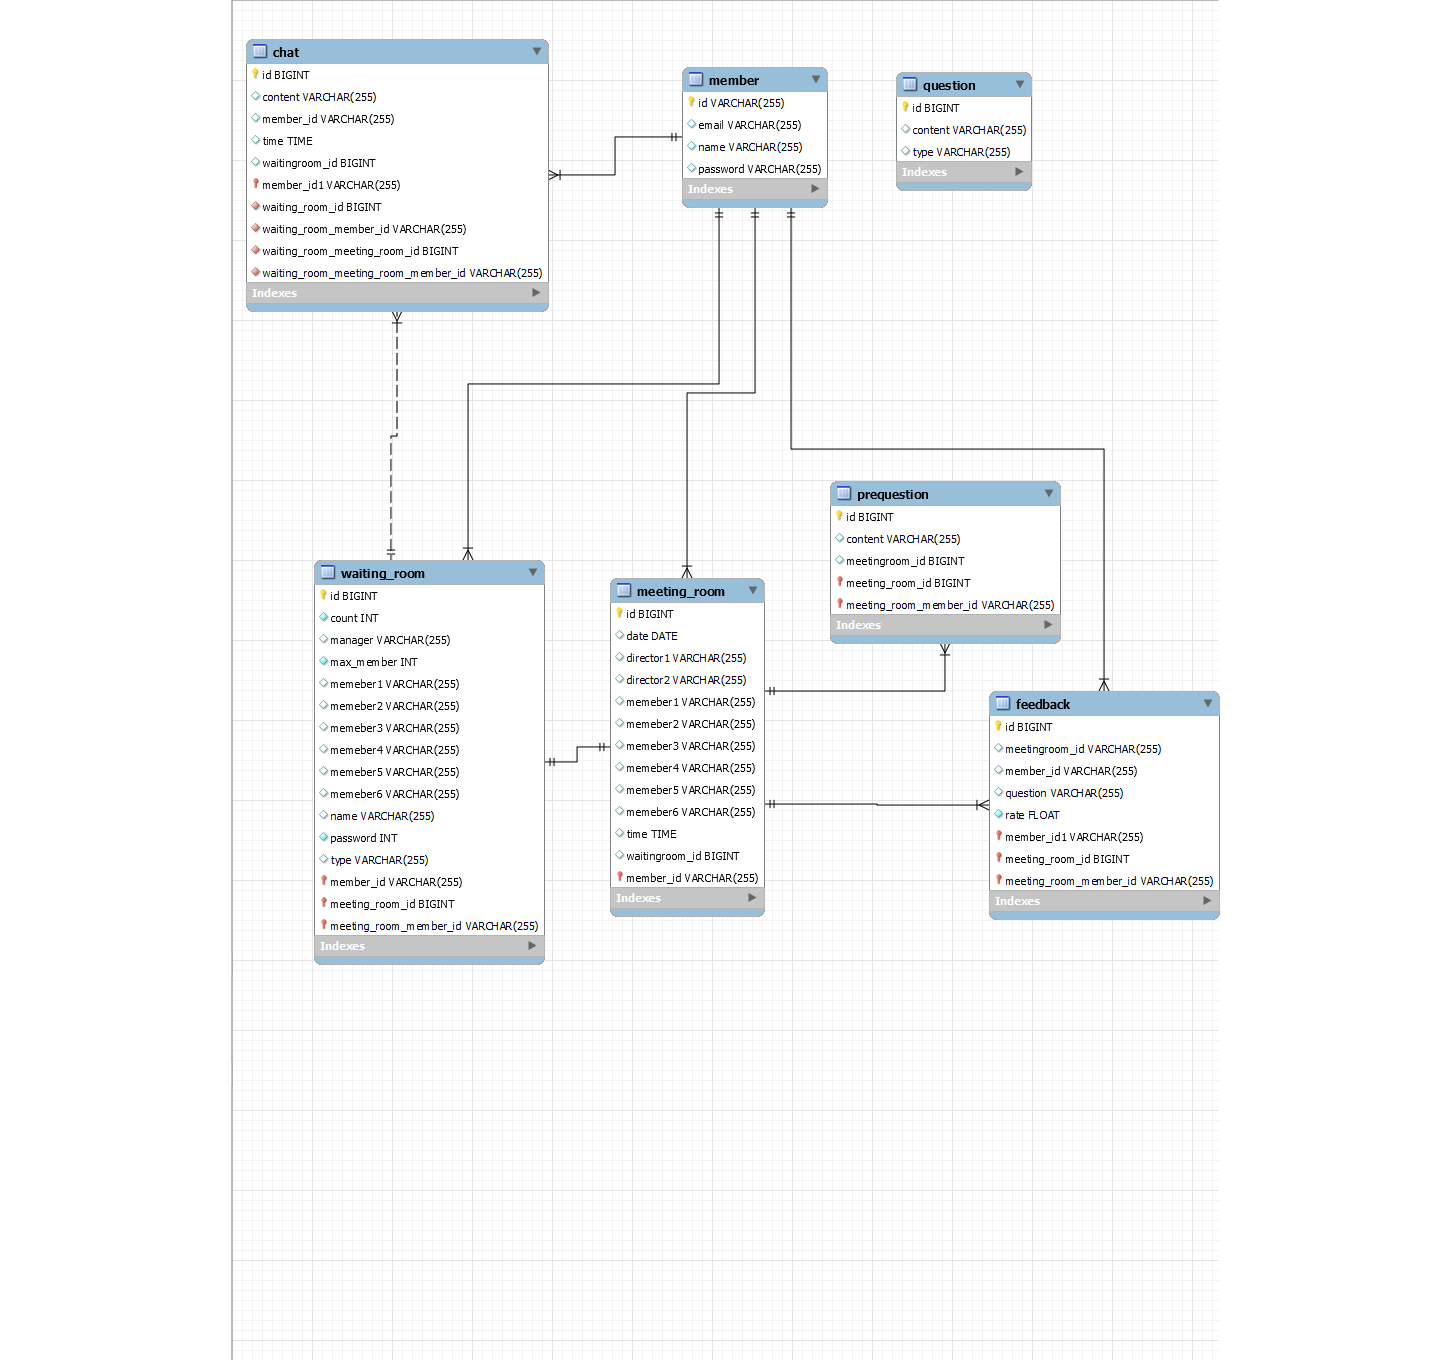 chat
id BIGINT
content VARCHAR(255)
member_id VARCHAR(255)
time TIME
waitingroom_id BIGINT
member_id1 VARCHAR(255)
waiting_room_id BIGINT
waiting_room_member_id VARCHAR(255)
waiting_room_meeting_room_id BIGINT
waiting_room_meeting_room_member_id VARCHAR(255)
Indexes
member
id VARCHAR(255)
email VARCHAR(255)
name VARCHAR(255)
password VARCHAR(255)
Indexes
question
id BIGINT
content VARCHAR(255)
type VARCHAR(255)
Indexes
prequestion
id BIGINT
content VARCHAR(255)
meetingroom_id BIGINT
meeting_room_id BIGINT
meeting_room_member_id VARCHAR(255)
Indexes
waiting_room
id BIGINT
count INT
manager VARCHAR(255)
max_member INT
memeber1 VARCHAR(255)
memeber2 VARCHAR(255)
memeber3 VARCHAR(255)
memeber4 VARCHAR(255)
memeber5 VARCHAR(255)
memeber6 VARCHAR(255)
name VARCHAR(255)
password INT
type VARCHAR(255)
member_id VARCHAR(255)
meeting_room_id BIGINT
meeting_room_member_id VARCHAR(255)
Indexes
meeting_room
id BIGINT
date DATE
director1 VARCHAR(255)
director2 VARCHAR(255)
memeber1 VARCHAR(255)
memeber2 VARCHAR(255)
memeber3 VARCHAR(255)
memeber4 VARCHAR(255)
memeber5 VARCHAR(255)
memeber6 VARCHAR(255)
time TIME
waitingroom_id BIGINT
member_id VARCHAR(255)
Indexes
feedback
id BIGINT
meetingroom_id VARCHAR(255)
member_id VARCHAR(255)
question VARCHAR(255)
rate FLOAT
member_id1 VARCHAR(255)
meeting_room_id BIGINT
meeting_room_member_id VARCHAR(255)
Indexes